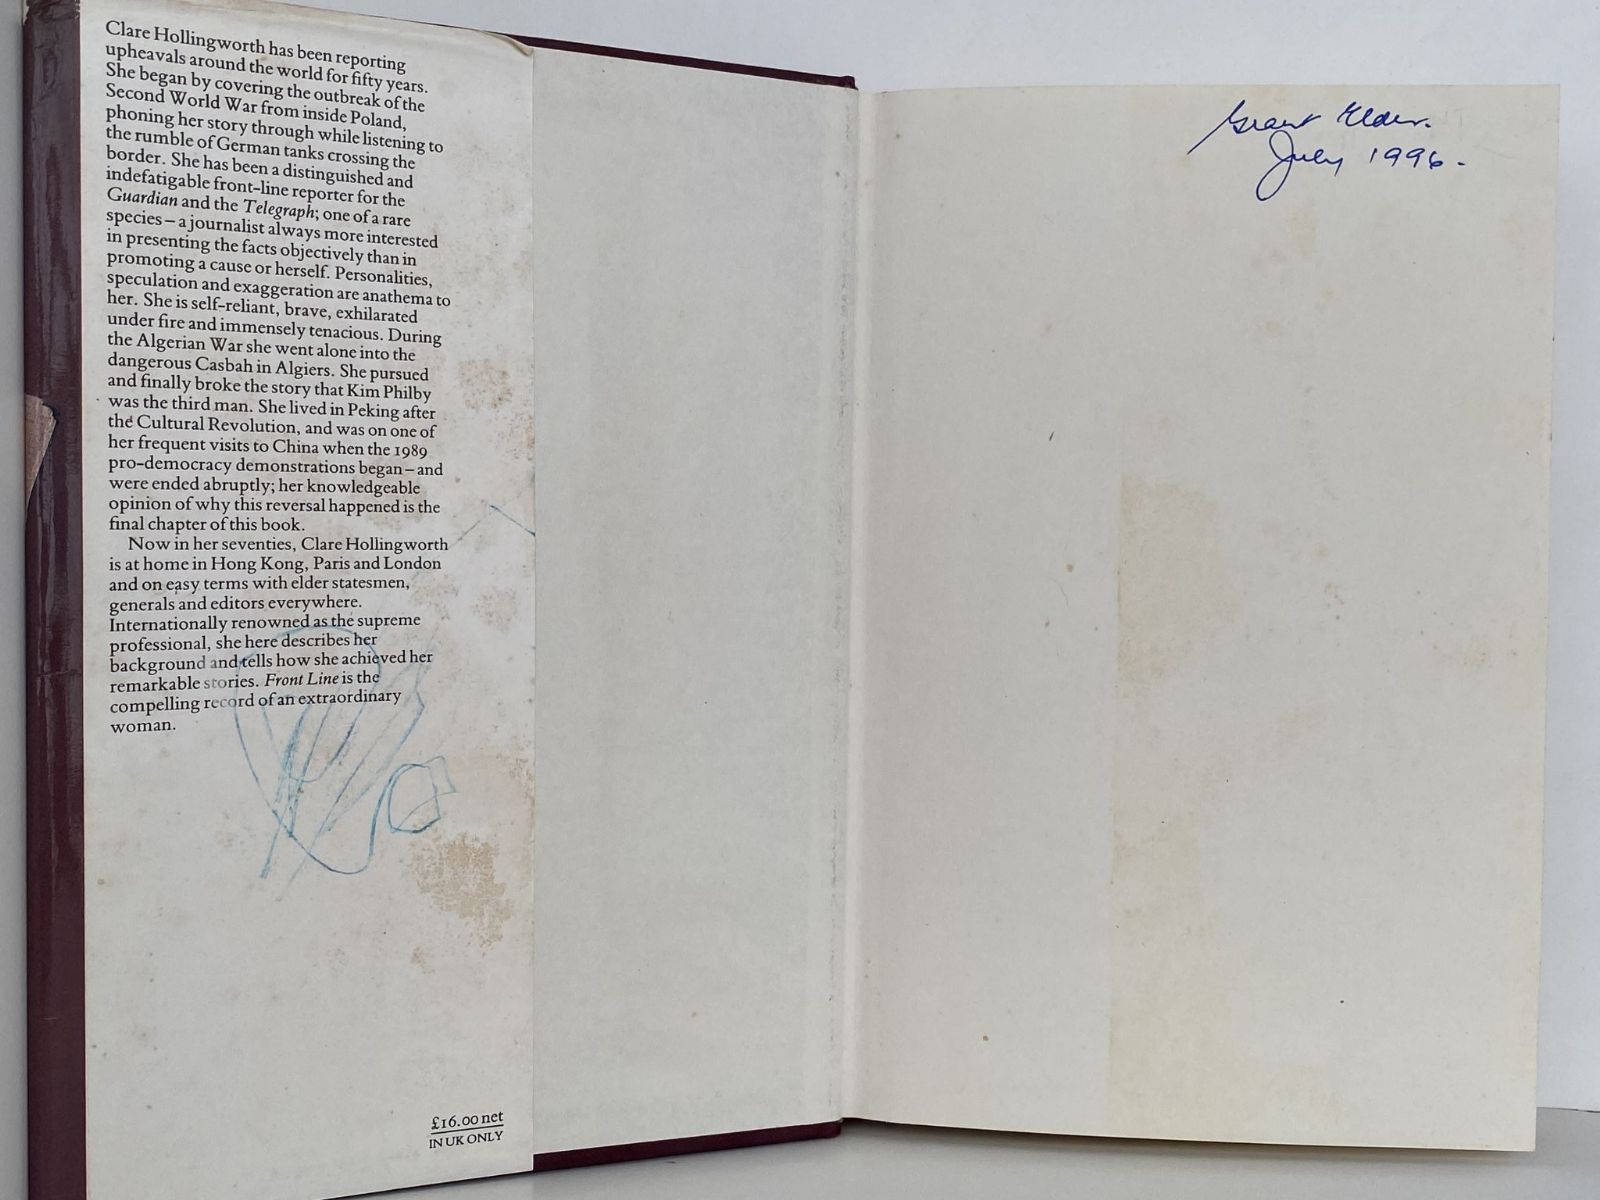 Clare Hollingworth has been reporting
upheavals around the world for fifty years.
She began by covering the outbreak of the
Second World War from inside Poland,
phoning her story through while listening to
the rumble of German tanks crossing the
border. She has been a distinguished and
indefatigable front-line reporter for the
Guardian and the Telegraph; one of a rare
species – a journalist always more interested
in presenting the facts objectively than in
promoting a cause or herself. Personalities,
speculation and exaggeration are anathema to
her. She is self-reliant, brave, exhilarated
under fire and immensely tenacious. During
the Algerian War she went alone into the
dangerous Casbah in Algiers. She pursued
and finally broke the story that Kim Philby
was the third man. She lived in Peking after
the Cultural Revolution, and was on one of
her frequent visits to China when the 1989
pro-democracy demonstrations began – and
were ended abruptly; her knowledgeable
opinion of why this reversal happened is the
final chapter of this book.
Now in her seventies, Clare Hollingworth
is at home in Hong Kong, Paris and London
and on easy terms with elder statesmen,
generals and editors everywhere.
Internationally renowned as the supreme
professional, she here describes her
background and tells how she achieved her
remarkable stories. Front Line is the
compelling record of an extraordinary
woman.
£16.00 net
IN UK ONLY
Grant Elder.
July 1996.